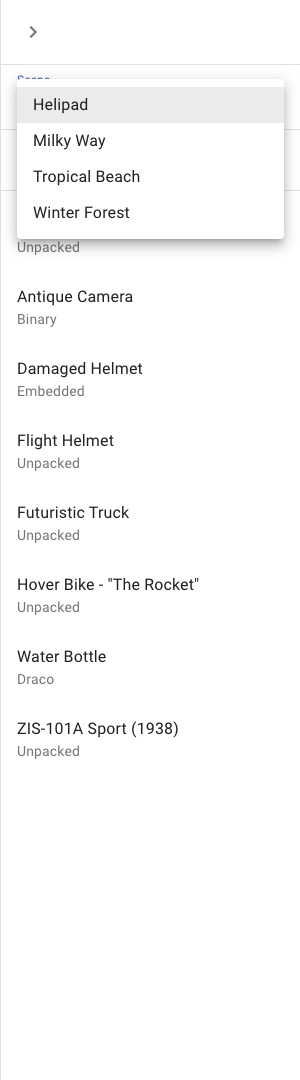 Helipad
Milky Way
Tropical Beach
Winter Forest
Unpacked
Antique Camera
Binary
Damaged Helmet
Embedded
Flight Helmet
Unpacked
Futuristic Truck
Unpacked
Hover Bike - "The Rocket"
Unpacked
Water Bottle
Draco
ZIS-101A Sport (1938)
Unpacked